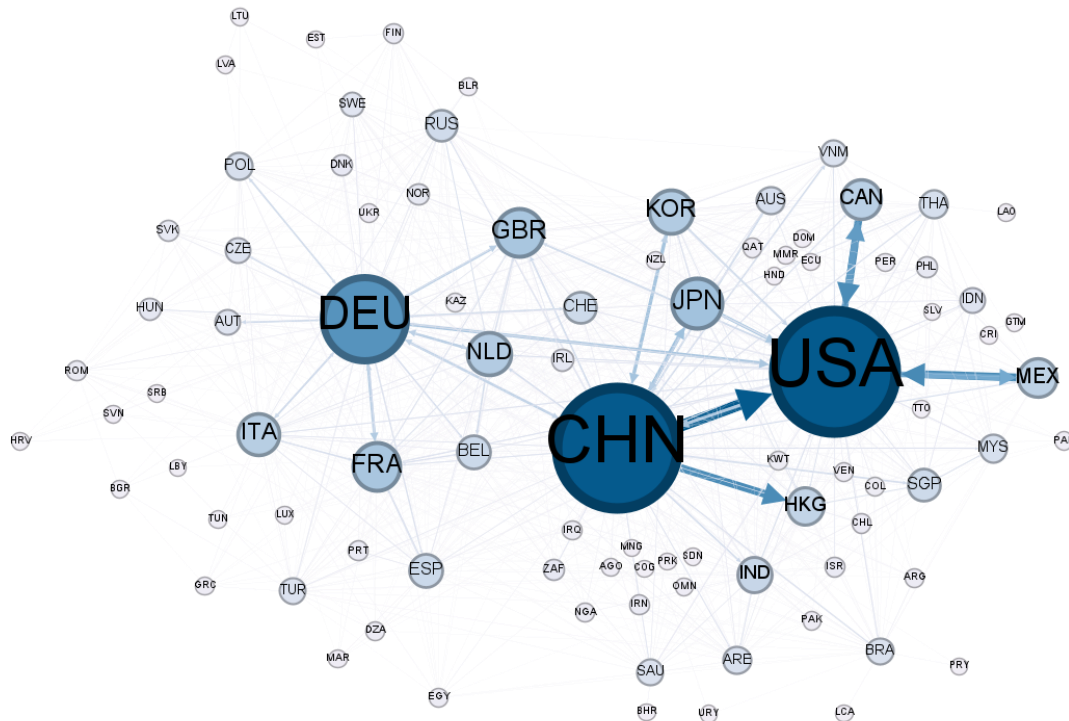 LTU
EST
FIN
LVA
BLR
SWE
RUS
VNM
DNK
POL
NOR
CAN
AUS
THA
KOR
UKR
LAO
SVK
GBR
DOM
CZE
QAT
MMR
ECU
PER
PHL
NZL
HND
JPN
IDN
KAZ
CHE
HUN
SLV
DEU
AUT
GTM
CRI
NLD
IRL
ROM
USA
MEX
SRB
TTO
SVN
ITA
HRV
CHN
MYS
BEL
FRA
KWT
LBY
VEN
BGR
COL
SGP
HKG
LUX
TUN
CHL
IRQ
MNG
PRT
PRK
SDN
ZAF
AGO
COG
ISR
ESP
IND
ARG
GRC
TUR
OMN
IRN
NGA
PAK
DZA
BRA
MAR
ARE
PRY
SAU
EGY
BHR
URY
LCA